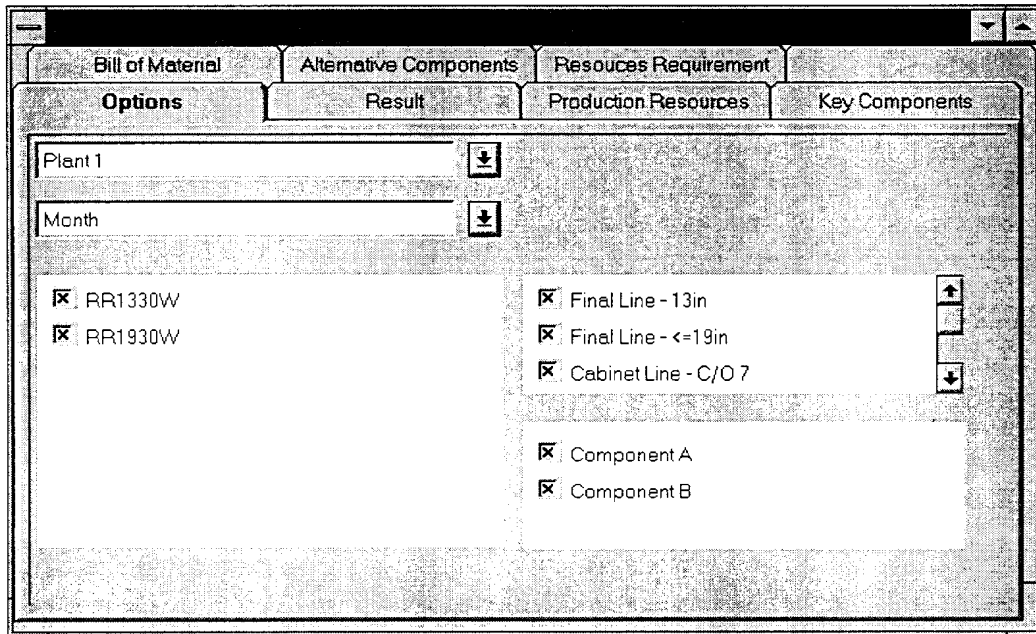 Bill of Material Alternative Components Resouces Requirement
Options Result Production Resources Key Components
Plant 1
Month
RR1330W
RR1930W
Final Line - 13in
Final Line - <=19in
Cabinet Line - C/O 7
Component A
Component B